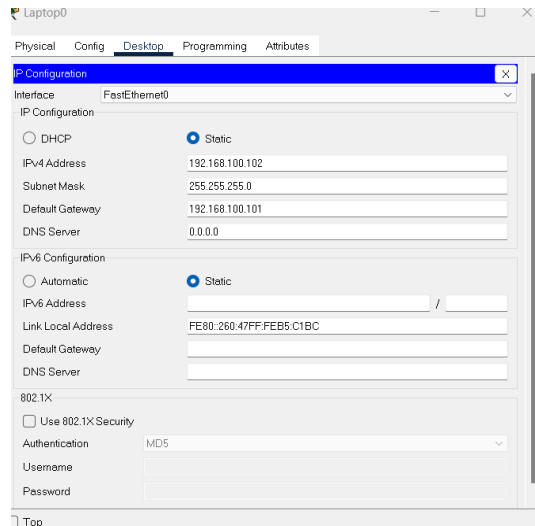 Laptop0
Physical Config Desktop Programming Attributes
IP Configuration X
Interface FastEthernet0
IP Configuration
DHCP Static
IPv4 Address 192.168.100.102
Subnet Mask 255.255.255.0
Default Gateway 192.168.100.101
DNS Server 0.0.0.0
IPv6 Configuration
Automatic Static
IPv6 Address /
Link Local Address FE80::260:47FF:FEB5:C1BC
Default Gateway
DNS Server
802.1X
Use 802.1X Security
Authentication MD5
Username
Password
Top